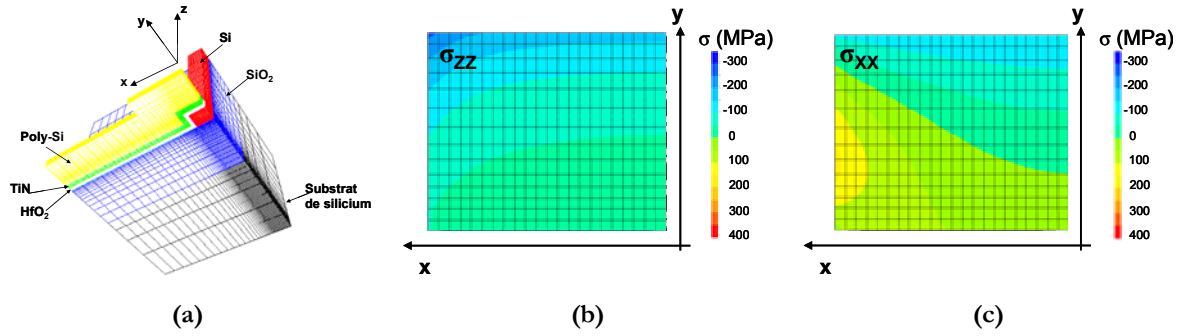 z
y
x
Si
SiO₂
Poly-Si
TiN
HfO₂
Substrat
de silicium
(a)
σZZ
y
x
σ (MPa)
-300
-200
-100
0
100
200
300
400
(b)
σXX
y
x
σ (MPa)
-300
-200
-100
0
100
200
300
400
(c)